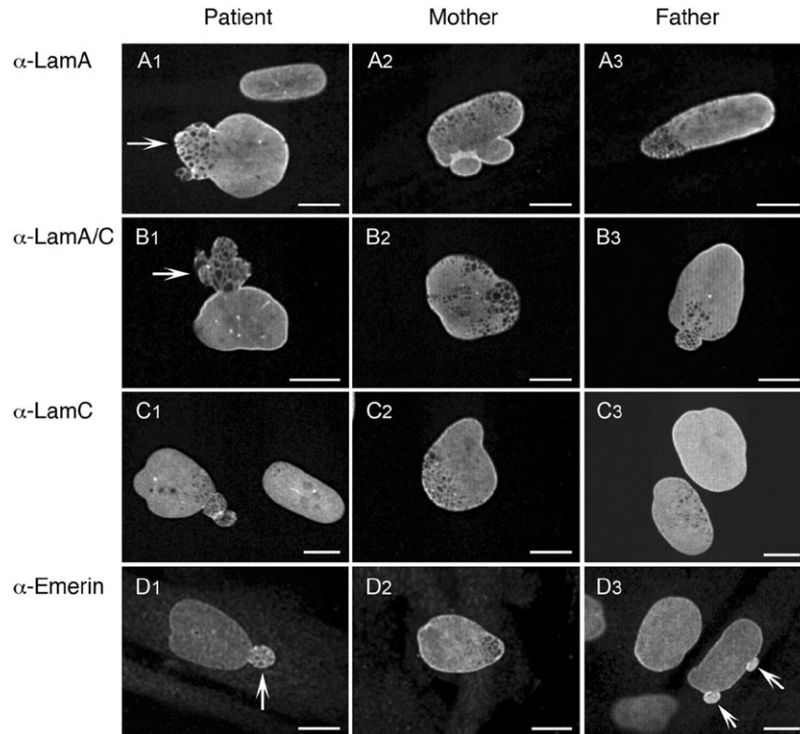 Patient Mother Father
α-LamA A1 A2 A3
α-LamA/C B1 B2 B3
α-LamC C1 C2 C3
α-Emerin D1 D2 D3